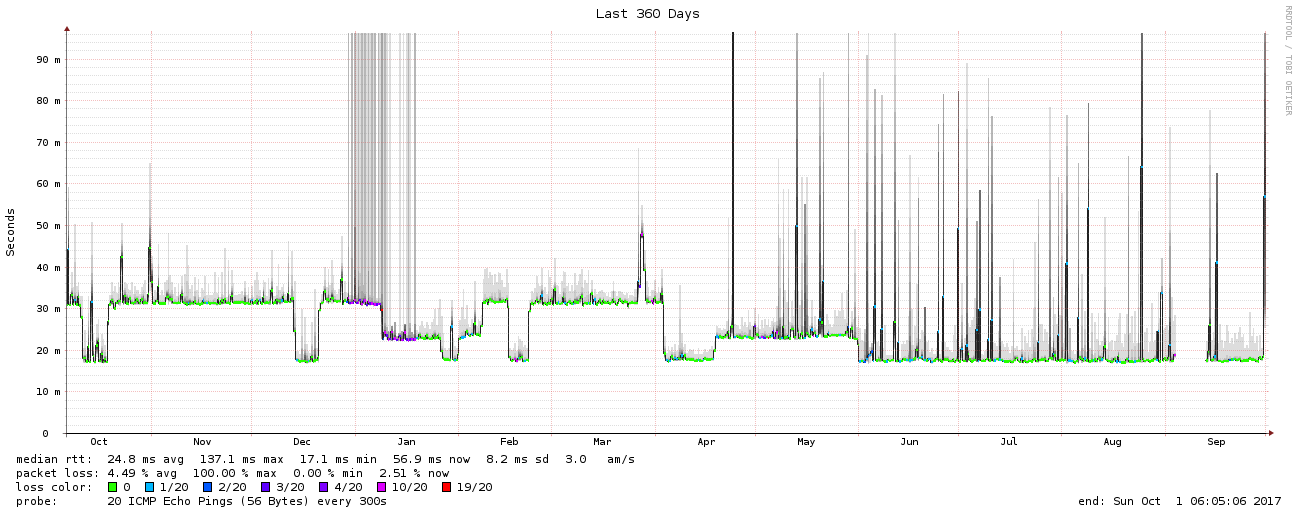 Last 360 Days
RRDTOOL / TOBI OETIKER
Seconds
90 m
80 m
70 m
60 m
50 m
40 m
30 m
20 m
10 m
0
Oct Nov Dec Jan Feb Mar Apr May Jun Jul Aug Sep
median rtt: 24.8 ms avg 137.1 ms max 17.1 ms min 56.9 ms now 8.2 ms sd 3.0 am/s
packet loss: 4.49 % avg 100.00 % max 0.00 % min 2.51 % now
loss color: 0 1/20 2/20 3/20 4/20 10/20 19/20
probe: 20 ICMP Echo Pings (56 Bytes) every 300s end: Sun Oct 1 06:05:06 2017